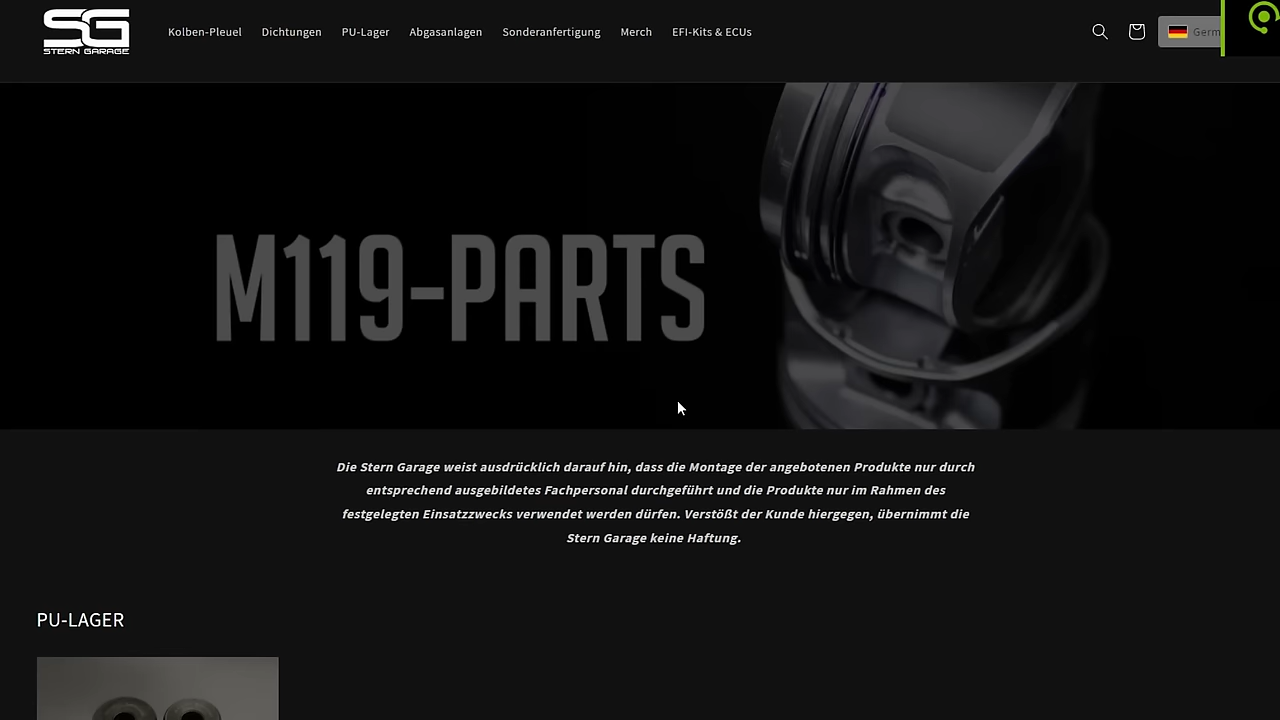 SG
STERN GARAGE
Kolben-Pleuel Dichtungen PU-Lager Abgasanlagen Sonderanfertigung Merch EFI-Kits & ECUs
Germ
M119-PARTS
Die Stern Garage weist ausdrücklich darauf hin, dass die Montage der angebotenen Produkte nur durch
entsprechend ausgebildetes Fachpersonal durchgeführt und die Produkte nur im Rahmen des
festgelegten Einsatzzwecks verwendet werden dürfen. Verstößt der Kunde hiergegen, übernimmt die
Stern Garage keine Haftung.
PU-LAGER